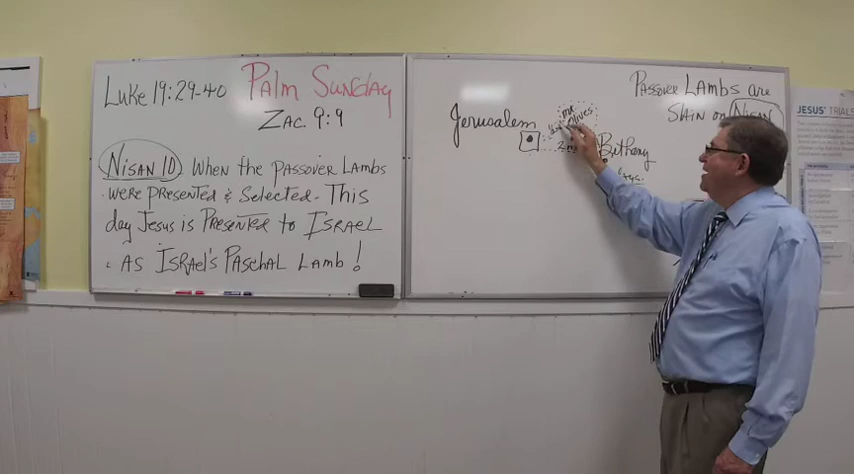 Luke 19:29-40
Palm Sunday
Zac. 9:9
Nisan 10 When the Passover Lambs
were Presented & Selected. This
day Jesus is Presented to Israel
As Israel's Paschal Lamb!
Passover Lambs are
Slain on Nisan
Jerusalem
mt
Olives
Bethany
JESUS' TRIALS